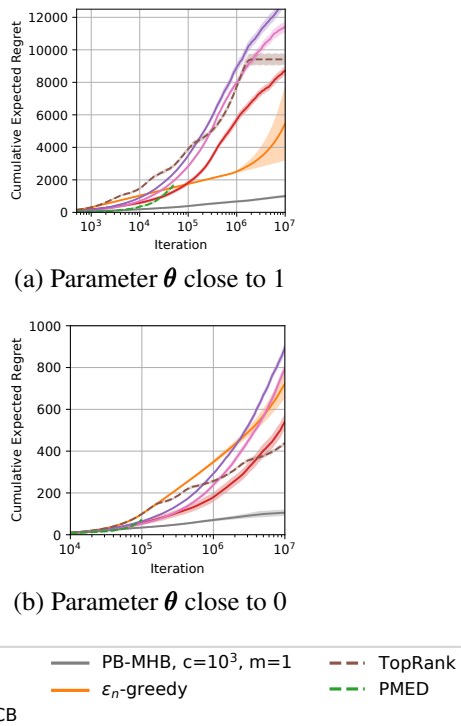 12000
10000
8000
6000
4000
2000
0
Cumulative Expected Regret
10³ 10⁴ 10⁵ 10⁶ 10⁷
Iteration
(a) Parameter θ close to 1
1000
800
600
400
200
0
Cumulative Expected Regret
10⁴ 10⁵ 10⁶ 10⁷
Iteration
(b) Parameter θ close to 0
PB-MHB, c=10³, m=1 TopRank
εₙ-greedy PMED
CB